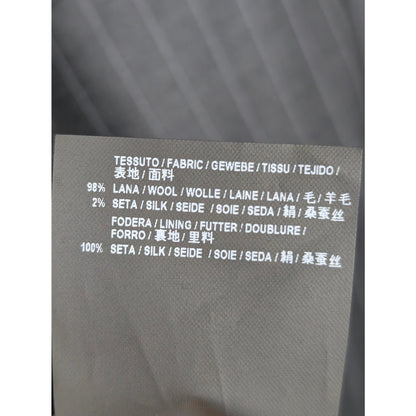 TESSUTO / FABRIC / GEWEBE / TISSU / TEJIDO /
表地 / 面料
98% LANA / WOOL / WOLLE / LAINE / LANA / 毛 / 羊毛
2% SETA / SILK / SEIDE / SOIE / SEDA / 絹 / 桑蚕丝
FODERA / LINING / FUTTER / DOUBLURE /
FORRO / 裏地 / 里料
100% SETA / SILK / SEIDE / SOIE / SEDA / 絹 / 桑蚕丝